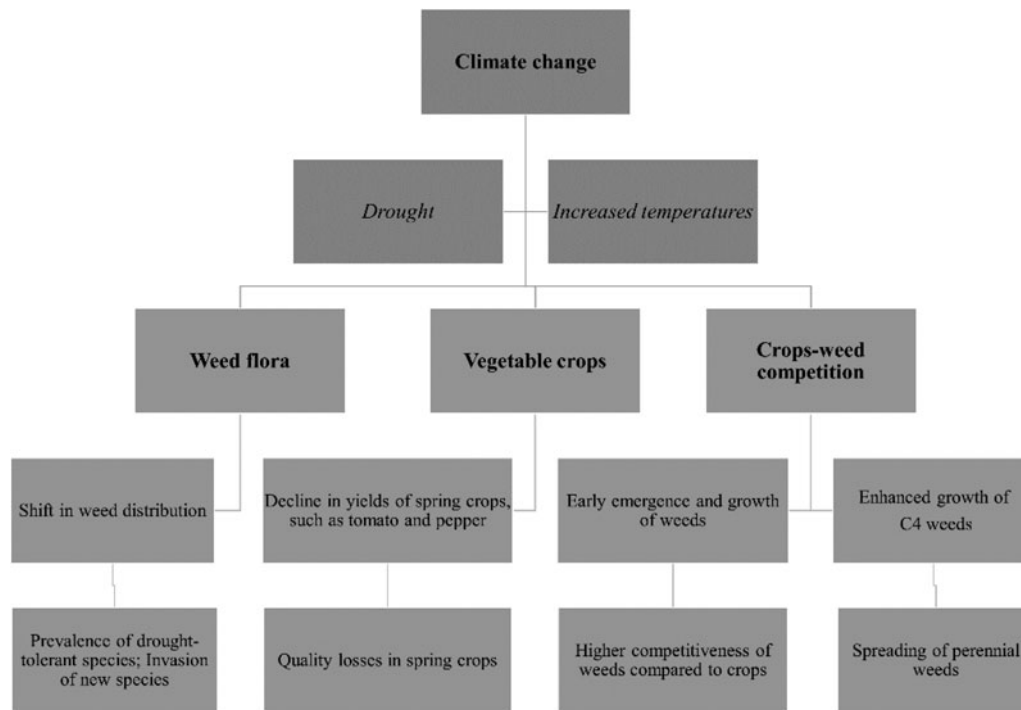 Climate change
Drought
Increased temperatures
Weed flora
Vegetable crops
Crops-weed
competition
Shift in weed distribution
Decline in yields of spring crops,
such as tomato and pepper
Early emergence and growth
of weeds
Enhanced growth of
C4 weeds
Prevalence of drought-
tolerant species; Invasion
of new species
Quality losses in spring crops
Higher competitiveness of
weeds compared to crops
Spreading of perennial
weeds